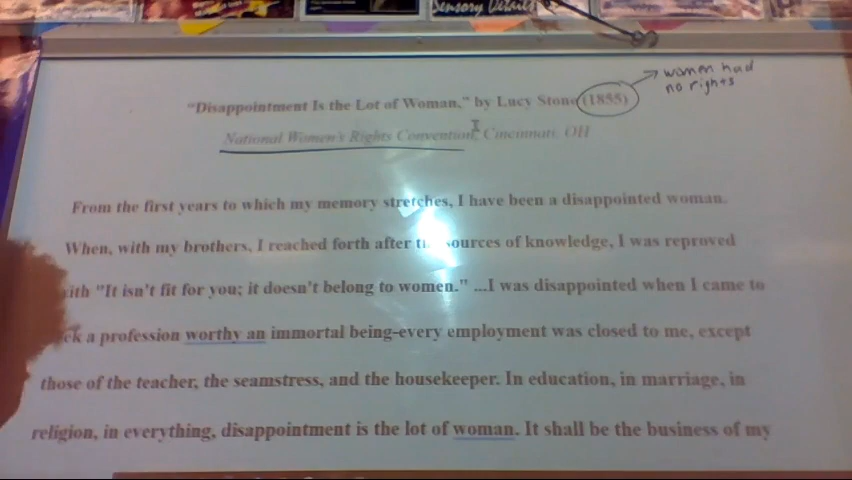 Sensory Details
"Disappointment Is the Lot of Woman," by Lucy Stone (1855)
women had
no rights
National Women's Rights Convention, Cincinnati, OH
From the first years to which my memory stretches, I have been a disappointed woman.
When, with my brothers, I reached forth after sources of knowledge, I was reproved
with "It isn't fit for you; it doesn't belong to women." ...I was disappointed when I came to
a profession worthy an immortal being-every employment was closed to me, except
those of the teacher, the seamstress, and the housekeeper. In education, in marriage, in
religion, in everything, disappointment is the lot of woman. It shall be the business of my